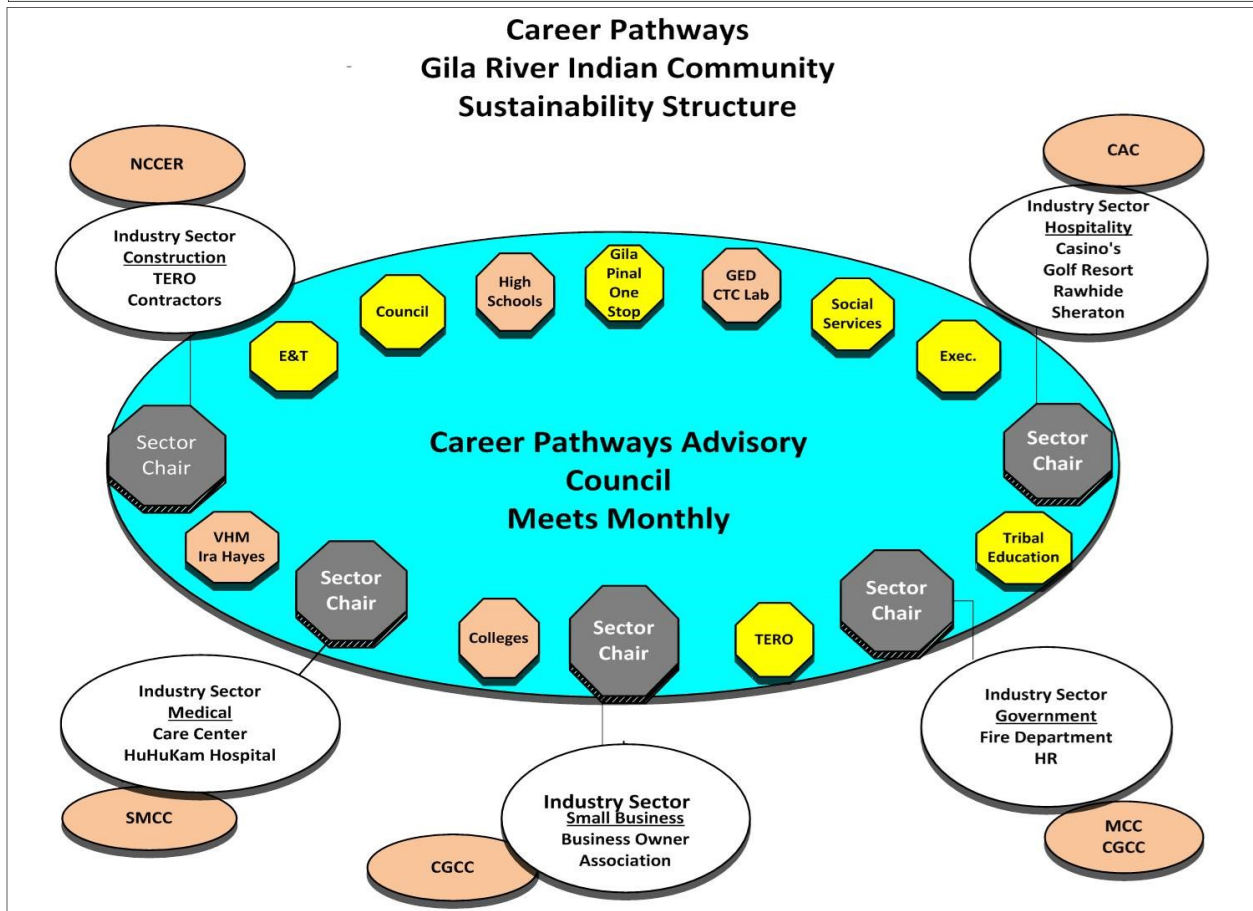 Career Pathways
Gila River Indian Community
Sustainability Structure
NCCER
Industry Sector
Construction
TERO
Contractors
CAC
Industry Sector
Hospitality
Casino's
Golf Resort
Rawhide
Sheraton
E&T
Council
High
Schools
Gila
Pinal
One
Stop
GED
CTC Lab
Social
Services
Exec.
Sector
Chair
Career Pathways Advisory
Council
Meets Monthly
Sector
Chair
VHM
Ira Hayes
Sector
Chair
Colleges
Sector
Chair
TERO
Sector
Chair
Tribal
Education
Industry Sector
Medical
Care Center
HuHuKam Hospital
SMCC
Industry Sector
Small Business
Business Owner
Association
CGCC
Industry Sector
Government
Fire Department
HR
MCC
CGCC